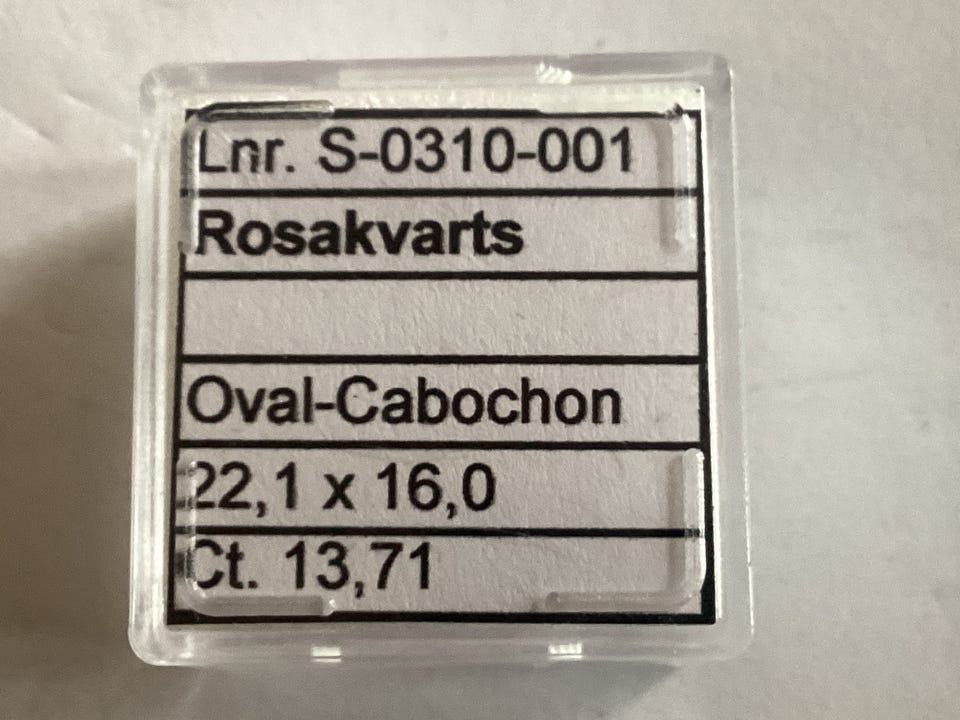 Lnr. S-0310-001
Rosakvarts
Oval-Cabochon
22,1 x 16,0
Ct. 13,71